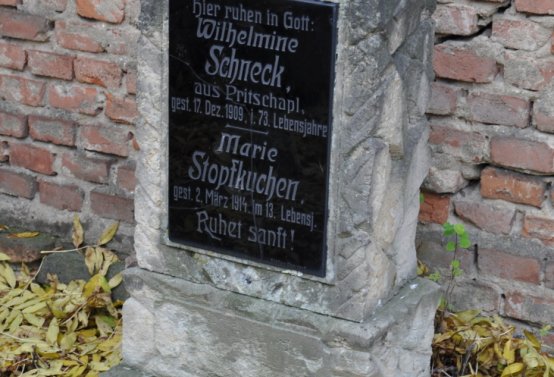 Hier ruhen in Gott:
Wilhelmine
Schneck,
aus Pritschapl,
gest. 17. Dez. 1909 i. 73. Lebensjahre
Marie
Stopfkuchen,
gest. 2. März 1914 im 13. Lebensj.
Ruhet sanft!